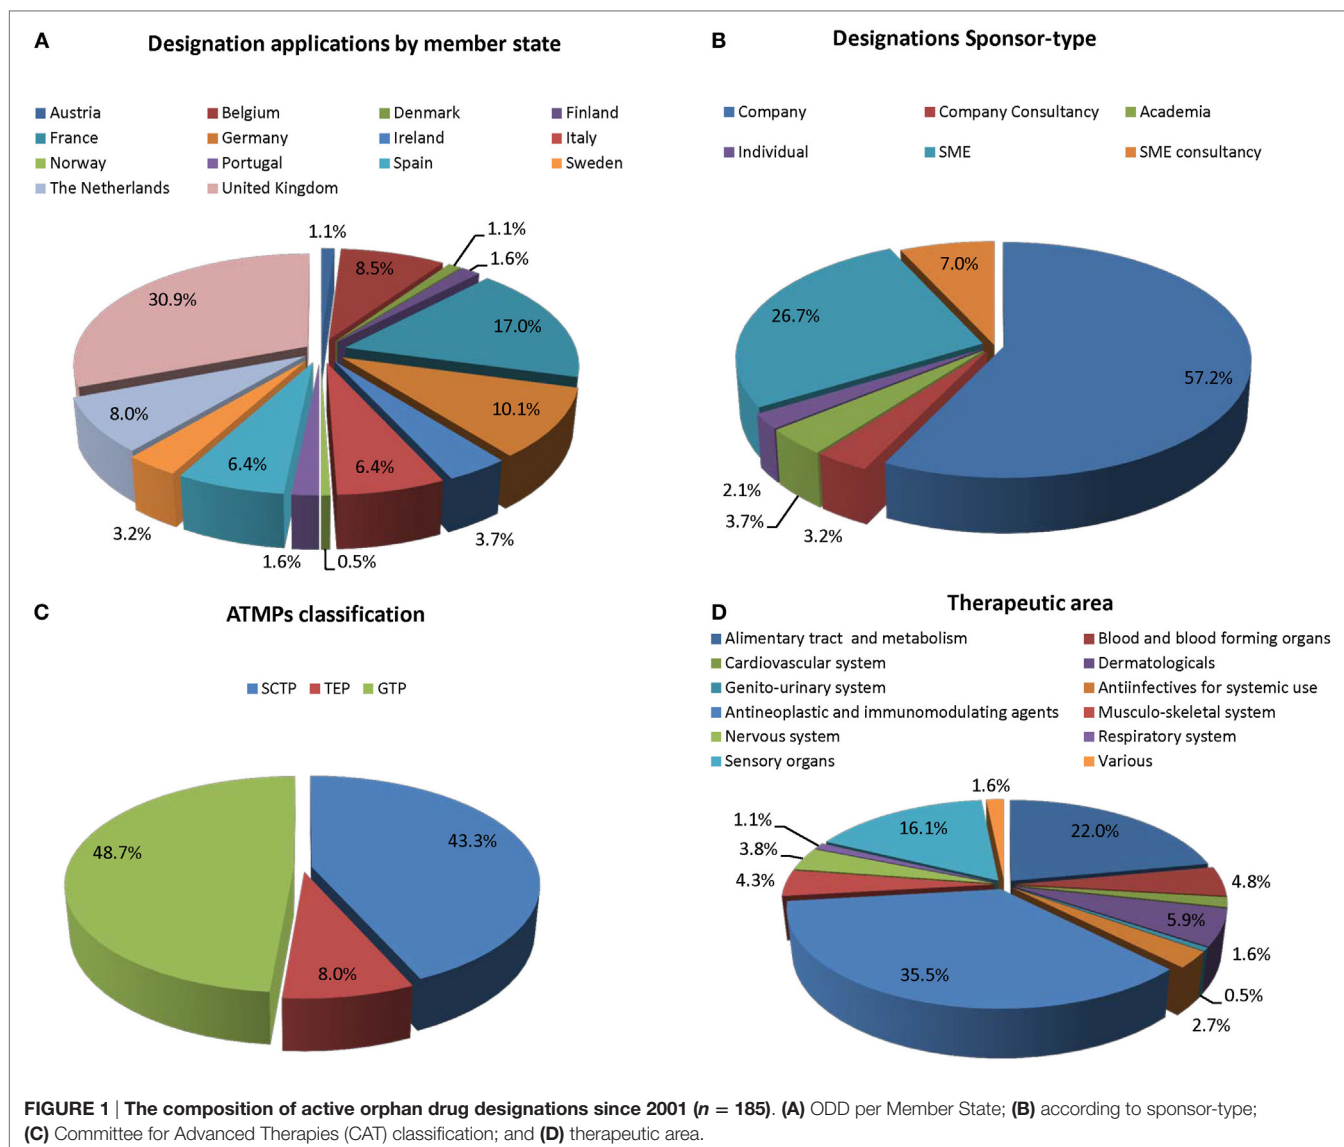 A
Designation applications by member state
Austria Belgium Denmark Finland
France Germany Ireland Italy
Norway Portugal Spain Sweden
The Netherlands United Kingdom
1.1%
8.5%
1.1%
1.6%
17.0%
10.1%
3.7%
6.4%
0.5%
1.6%
6.4%
3.2%
8.0%
30.9%
B
Designations Sponsor-type
Company Company Consultancy Academia
Individual SME SME consultancy
57.2%
3.2%
3.7%
2.1%
26.7%
7.0%
C
ATMPs classification
SCTP TEP GTP
43.3%
8.0%
48.7%
D
Therapeutic area
Alimentary tract and metabolism Blood and blood forming organs
Cardiovascular system Dermatologicals
Genito-urinary system Antiinfectives for systemic use
Antineoplastic and immunomodulating agents Musculo-skeletal system
Nervous system Respiratory system
Sensory organs Various
22.0%
4.8%
5.9%
1.6%
0.5%
2.7%
35.5%
4.3%
3.8%
1.1%
16.1%
1.6%
FIGURE 1 | The composition of active orphan drug designations since 2001 (n = 185). (A) ODD per Member State; (B) according to sponsor-type;
(C) Committee for Advanced Therapies (CAT) classification; and (D) therapeutic area.